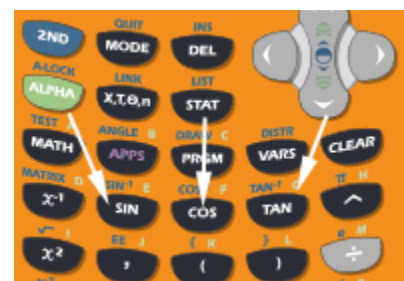 QUIT INS
2ND MODE DEL
A-LOCK LINK LIST
ALPHA X,T,Θ,n STAT
TEST A ANGLE B DRAW C DISTR
MATH APPS PRGM VARS CLEAR
MATRIX D SIN⁻¹ E COS F TAN⁻¹ G π H
x⁻¹ SIN COS TAN ^
√ I EE J { K } L e M
x² , ( ) ÷